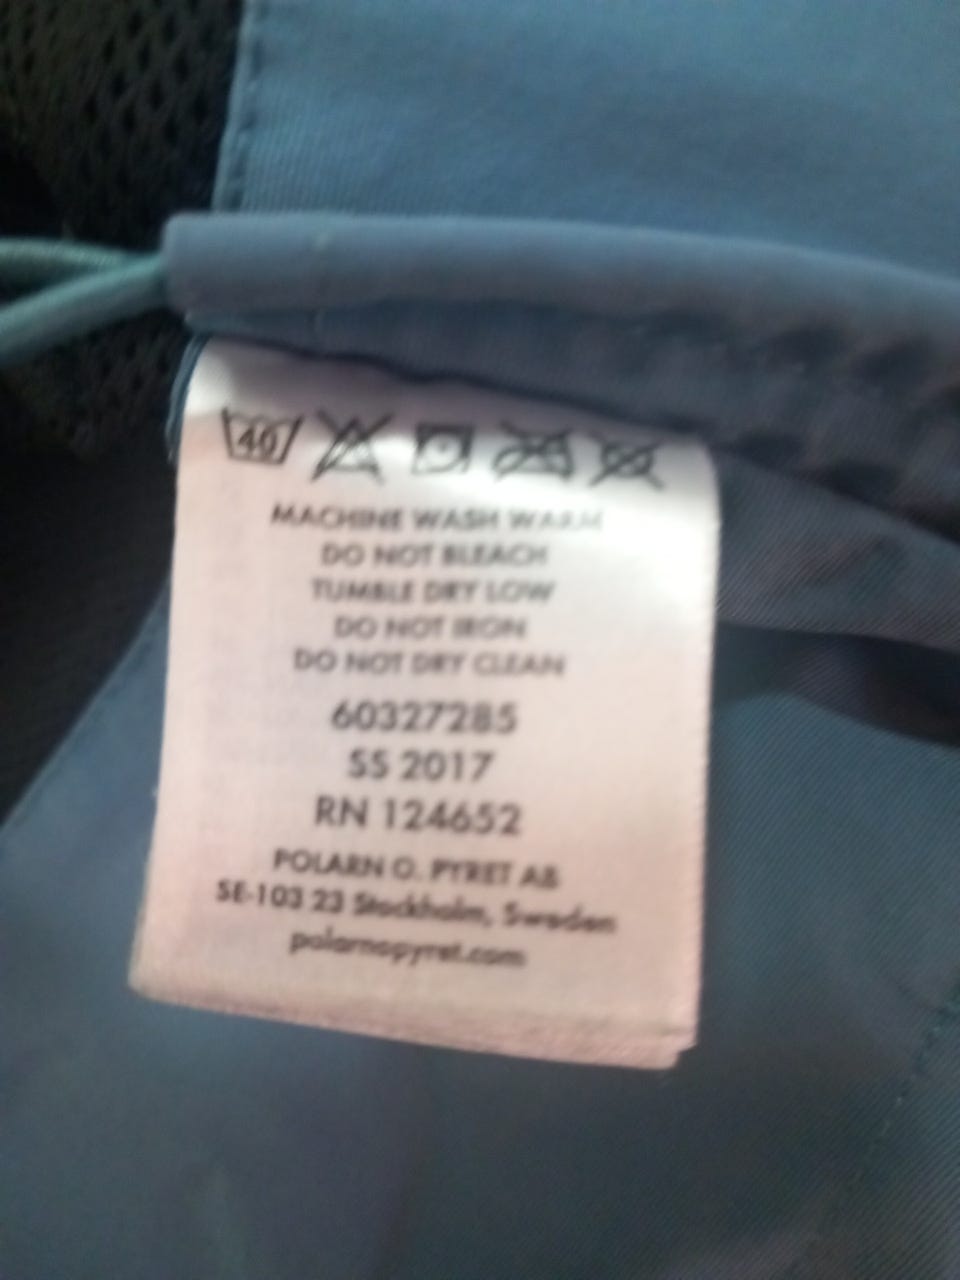 40
MACHINE WASH WARM
DO NOT BLEACH
TUMBLE DRY LOW
DO NOT IRON
DO NOT DRY CLEAN
60327285
SS 2017
RN 124652
POLARN O. PYRET AB
SE-103 23 Stockholm, Sweden
polarnopyret.com